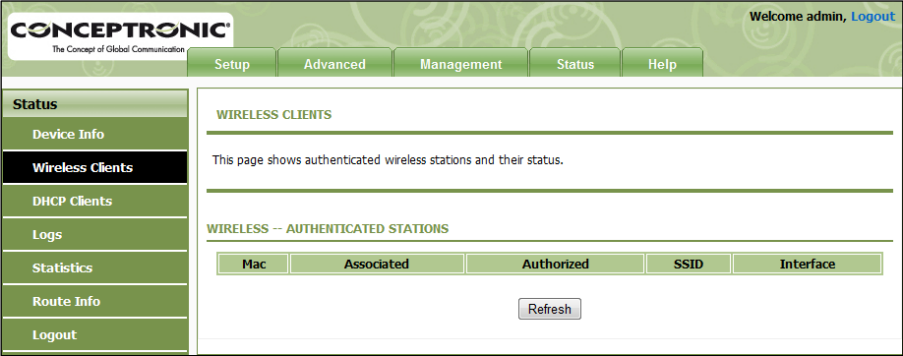 Welcome admin, Logout
CONCEPTRONIC®
The Concept of Global Communication
Setup Advanced Management Status Help
Status
Device Info
Wireless Clients
DHCP Clients
Logs
Statistics
Route Info
Logout
WIRELESS CLIENTS
This page shows authenticated wireless stations and their status.
WIRELESS -- AUTHENTICATED STATIONS
Mac Associated Authorized SSID Interface
Refresh